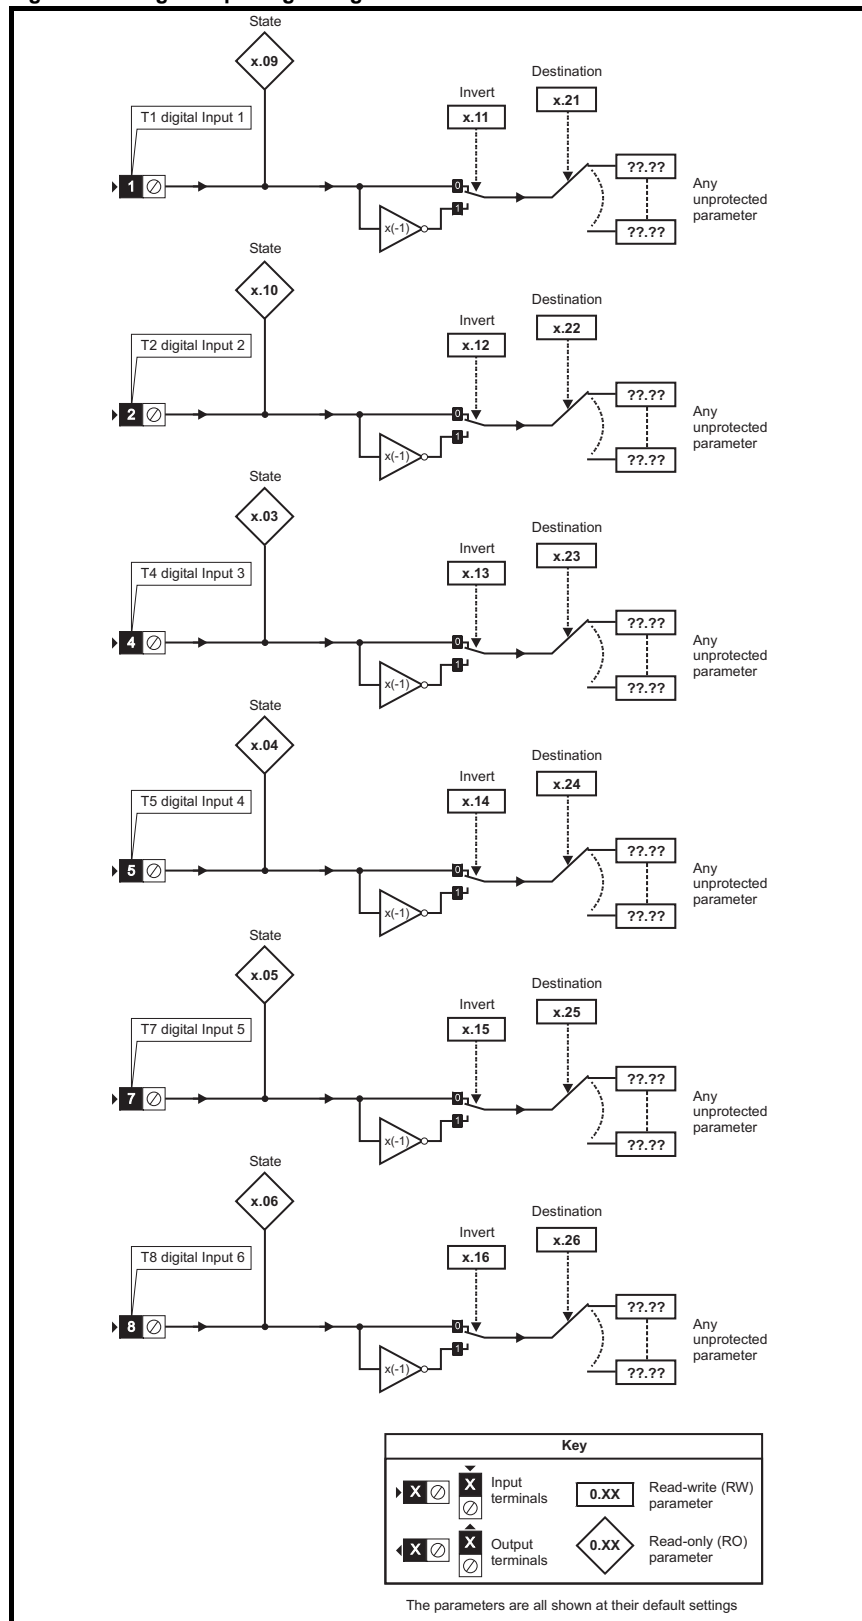 State
x.09
Destination
Invert
x.21
x.11
T1 digital Input 1
??.??
1
0
Any
unprotected
parameter
1
x(-1)
??.??
State
x.10
Destination
Invert
x.22
x.12
T2 digital Input 2
??.??
2
0
Any
unprotected
parameter
1
x(-1)
??.??
State
x.03
Destination
Invert
x.23
x.13
T4 digital Input 3
??.??
4
0
Any
unprotected
parameter
1
x(-1)
??.??
State
x.04
Destination
Invert
x.24
x.14
T5 digital Input 4
??.??
5
0
Any
unprotected
parameter
1
x(-1)
??.??
State
x.05
Destination
Invert
x.25
x.15
T7 digital Input 5
??.??
7
0
Any
unprotected
parameter
1
x(-1)
??.??
State
x.06
Destination
Invert
x.26
x.16
T8 digital Input 6
??.??
8
0
Any
unprotected
parameter
1
x(-1)
??.??
Key
X
X
Input
terminals
0.XX
Read-write (RW)
parameter
X
X
Output
terminals
0.XX
Read-only (RO)
parameter
The parameters are all shown at their default settings